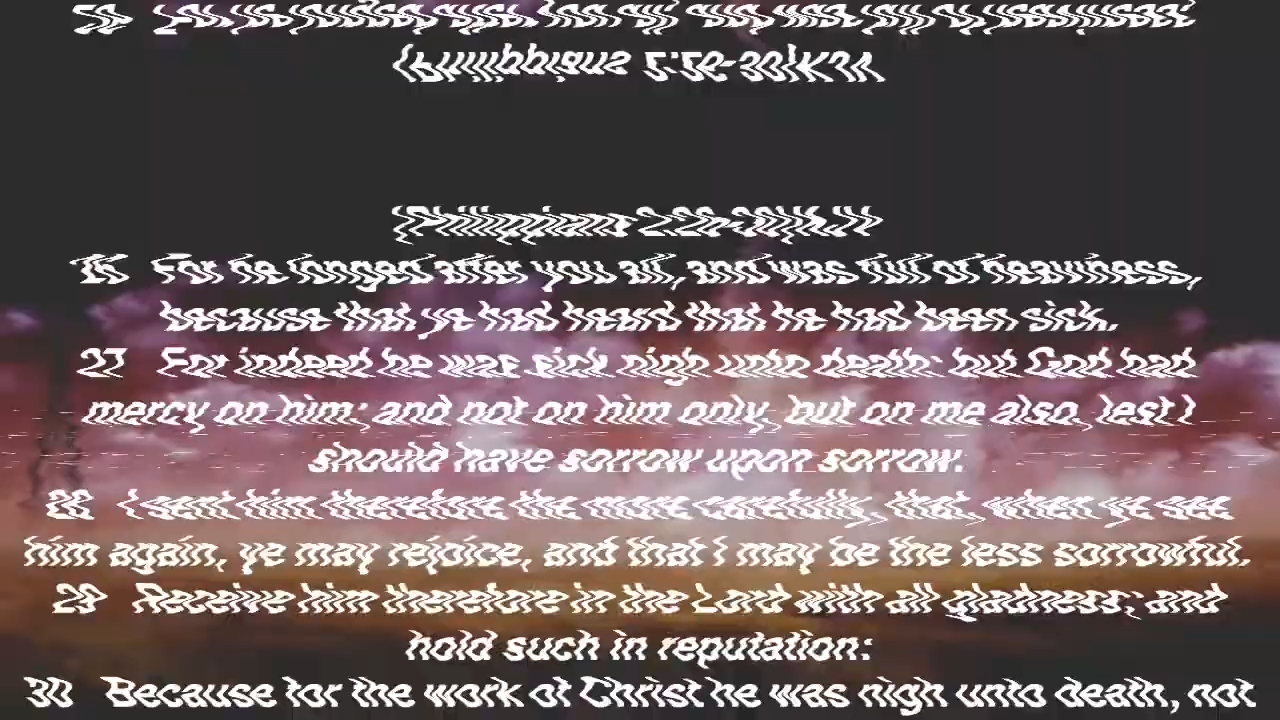 (Philippians 2:26-30)KJV
26 For he longed after you all, and was full of heaviness,
because that ye had heard that he had been sick.
27 For indeed he was sick nigh unto death: but God had
mercy on him; and not on him only, but on me also, lest I
should have sorrow upon sorrow.
28 I sent him therefore the more carefully, that, when ye see
him again, ye may rejoice, and that I may be the less sorrowful.
29 Receive him therefore in the Lord with all gladness; and
hold such in reputation:
30 Because for the work of Christ he was nigh unto death, not